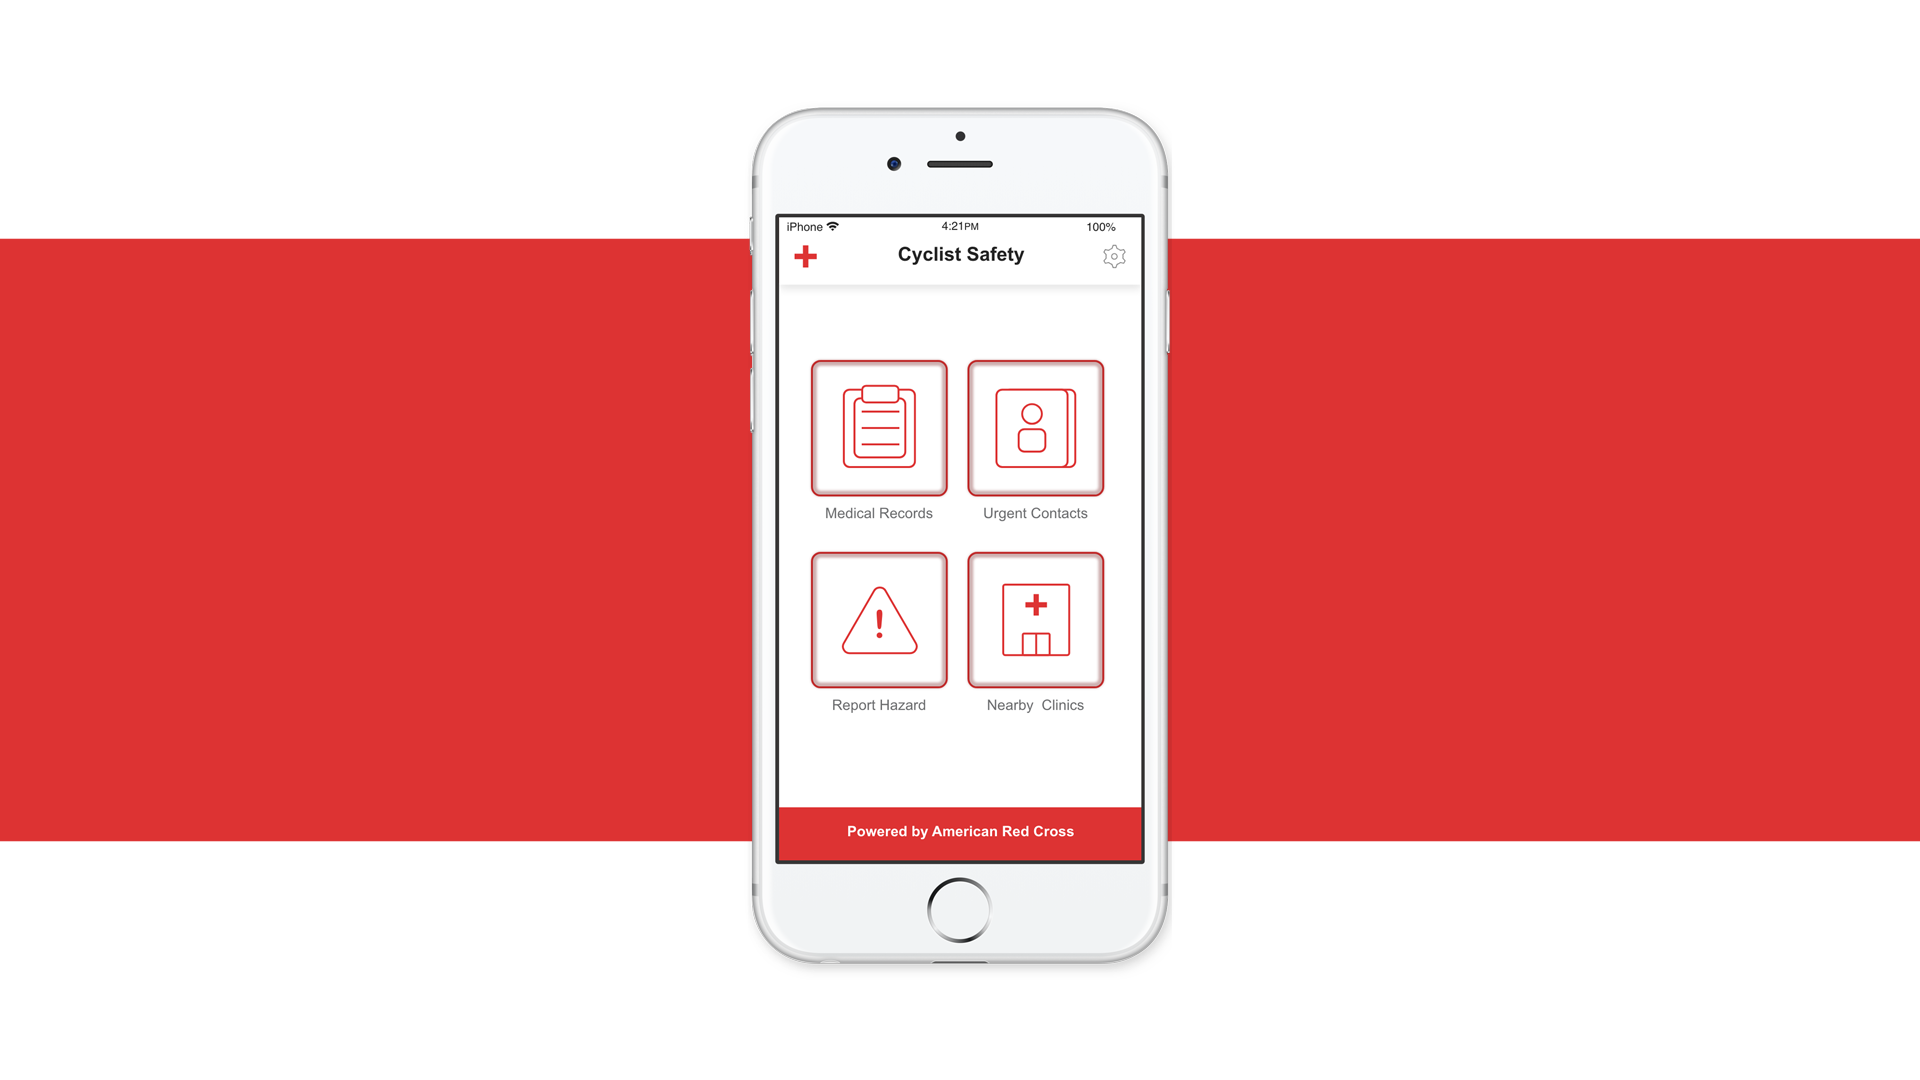 iPhone 4:21PM 100%
Cyclist Safety
Medical Records Urgent Contacts
!
Report Hazard Nearby  Clinics
Powered by American Red Cross